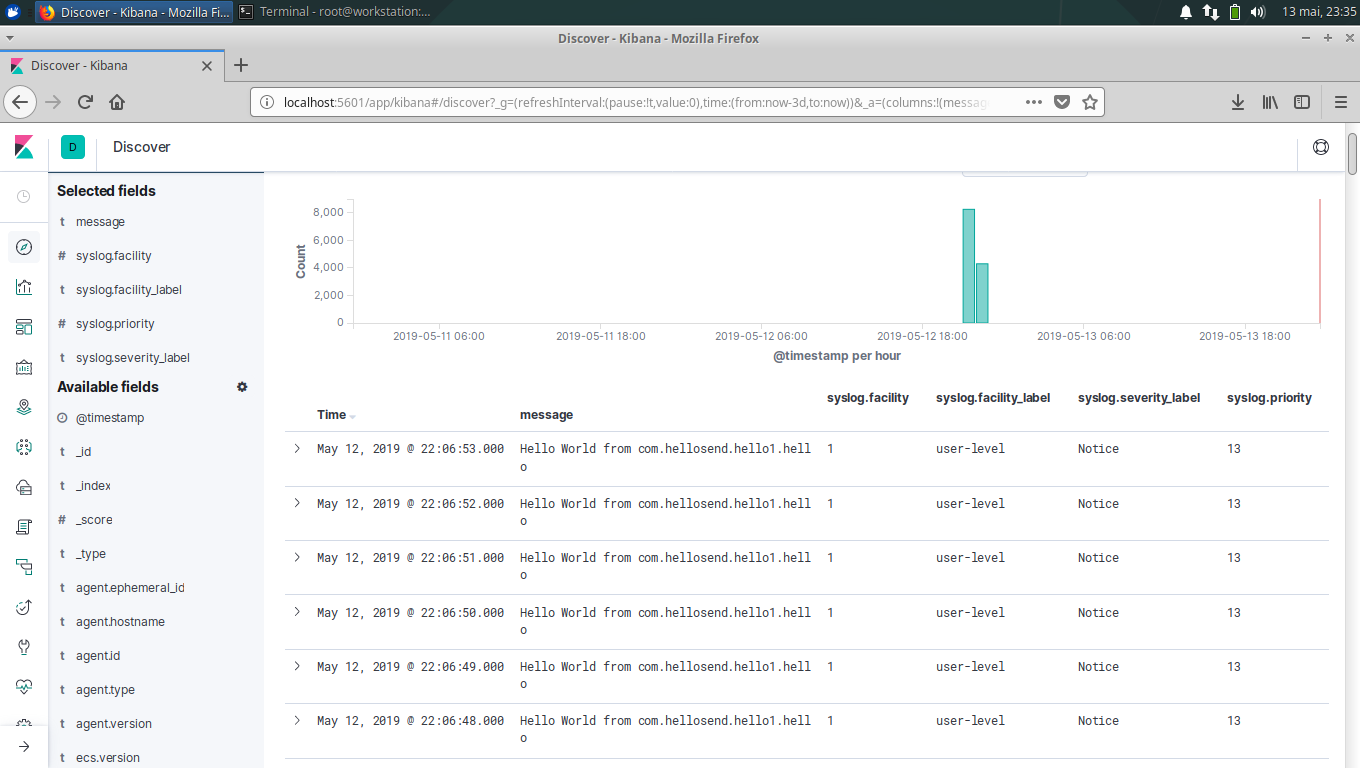 Discover - Kibana - Mozilla Fi...
Terminal - root@workstation:...
13 mai, 23:35
Discover - Kibana - Mozilla Firefox
Discover - Kibana
localhost:5601/app/kibana#/discover?_g=(refreshInterval:(pause:!t,value:0),time:(from:now-3d,to:now))&_a=(columns:!(messag
D
Discover
Selected fields
t message
# syslog.facility
t syslog.facility_label
# syslog.priority
t syslog.severity_label
Available fields
@timestamp
t _id
t _index
# _score
t _type
t agent.ephemeral_id
t agent.hostname
t agent.id
t agent.type
t agent.version
t ecs.version
Count
8,000
6,000
4,000
2,000
0
2019-05-11 06:00
2019-05-11 18:00
2019-05-12 06:00
2019-05-12 18:00
2019-05-13 06:00
2019-05-13 18:00
@timestamp per hour
Time message syslog.facility syslog.facility_label syslog.severity_label syslog.priority
May 12, 2019 @ 22:06:53.000 Hello World from com.hellosend.hello1.hell 1 user-level Notice 13
o
May 12, 2019 @ 22:06:52.000 Hello World from com.hellosend.hello1.hell 1 user-level Notice 13
o
May 12, 2019 @ 22:06:51.000 Hello World from com.hellosend.hello1.hell 1 user-level Notice 13
o
May 12, 2019 @ 22:06:50.000 Hello World from com.hellosend.hello1.hell 1 user-level Notice 13
o
May 12, 2019 @ 22:06:49.000 Hello World from com.hellosend.hello1.hell 1 user-level Notice 13
o
May 12, 2019 @ 22:06:48.000 Hello World from com.hellosend.hello1.hell 1 user-level Notice 13
o